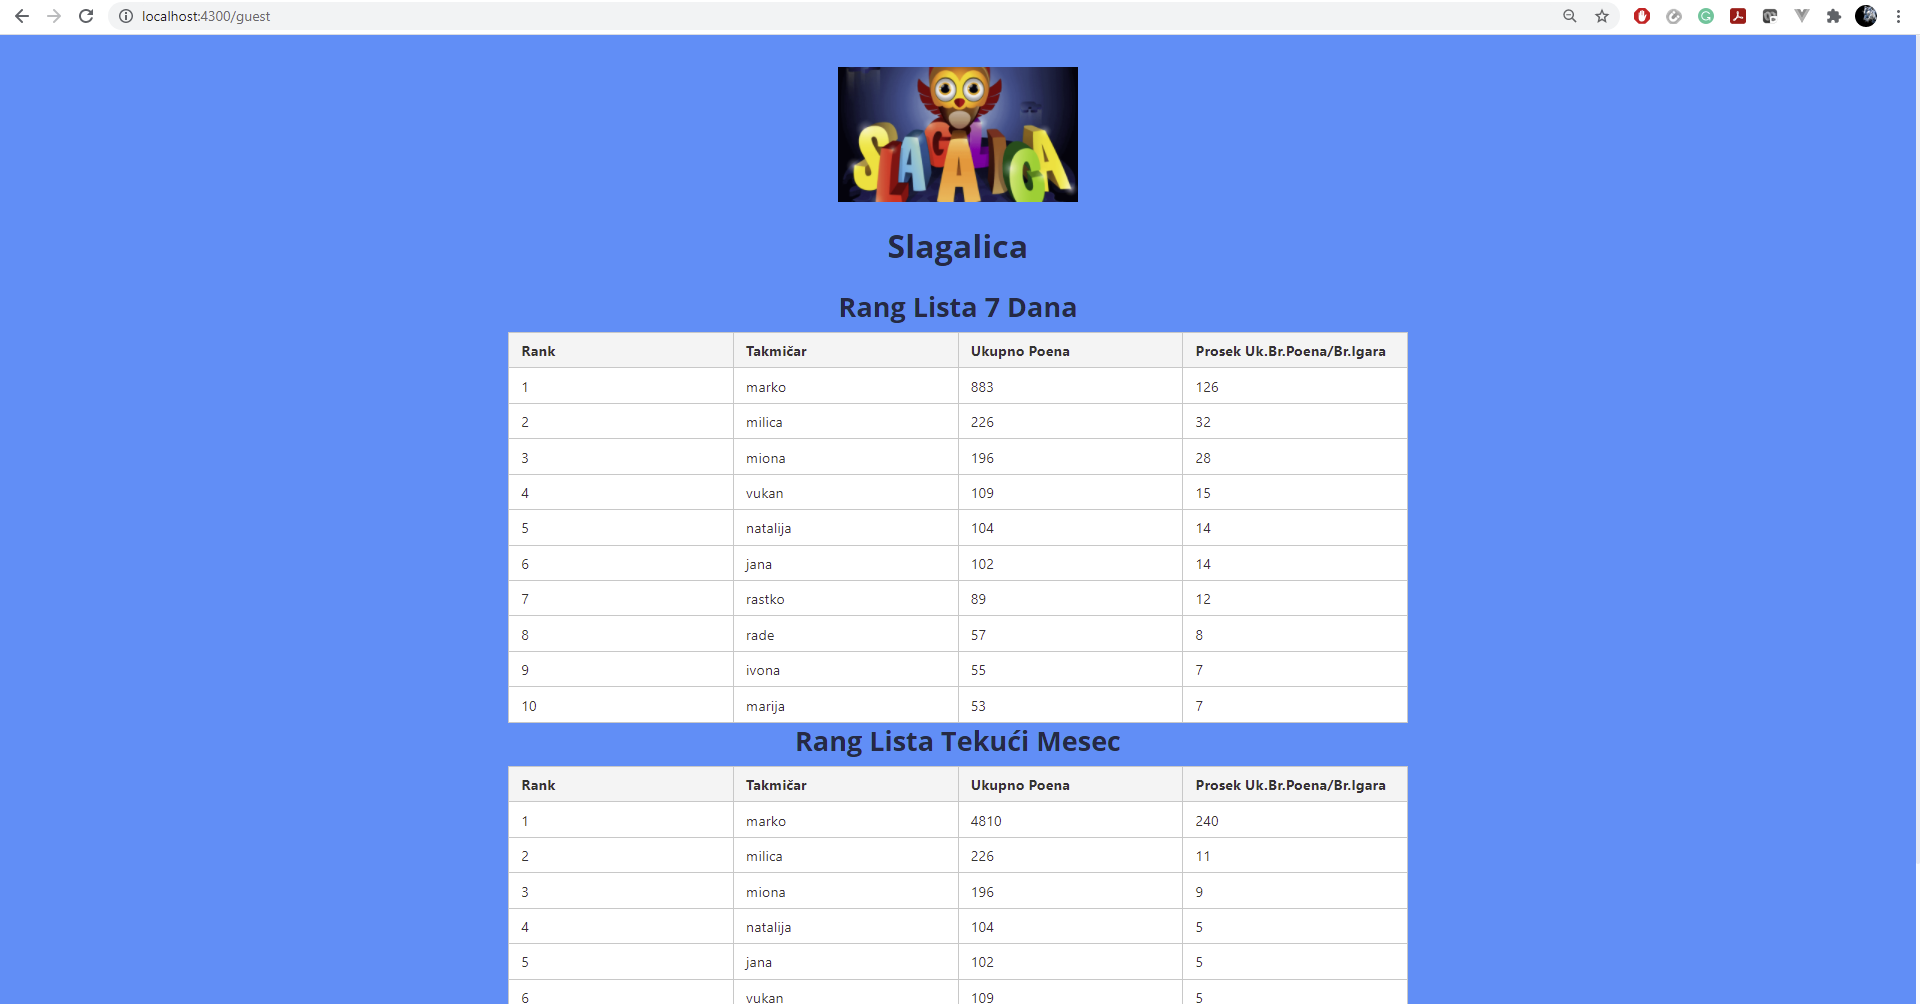 localhost:4300/guest
SLAGALICA
Slagalica
Rang Lista 7 Dana
Rank Takmičar Ukupno Poena Prosek Uk.Br.Poena/Br.Igara
1 marko 883 126
2 milica 226 32
3 miona 196 28
4 vukan 109 15
5 natalija 104 14
6 jana 102 14
7 rastko 89 12
8 rade 57 8
9 ivona 55 7
10 marija 53 7
Rang Lista Tekući Mesec
Rank Takmičar Ukupno Poena Prosek Uk.Br.Poena/Br.Igara
1 marko 4810 240
2 milica 226 11
3 miona 196 9
4 natalija 104 5
5 jana 102 5
6 vukan 109 5